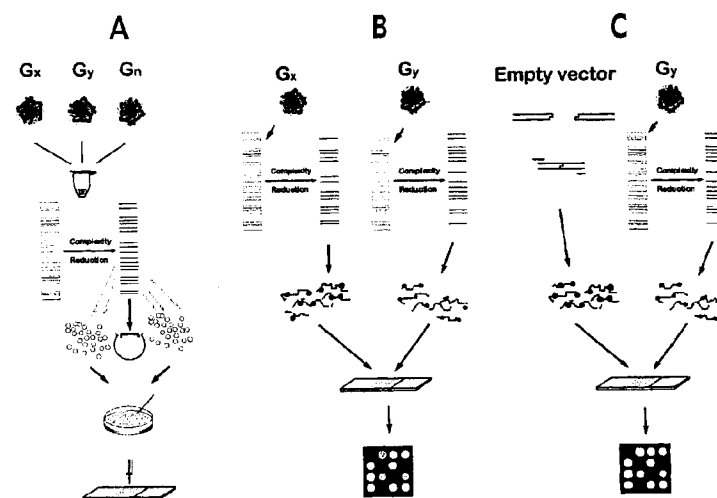 A
B
C
Gx Gy Gn
Gx
Gy
Empty vector
Gy
Complexity
Reduction
Complexity
Reduction
Complexity
Reduction
Complexity
Reduction